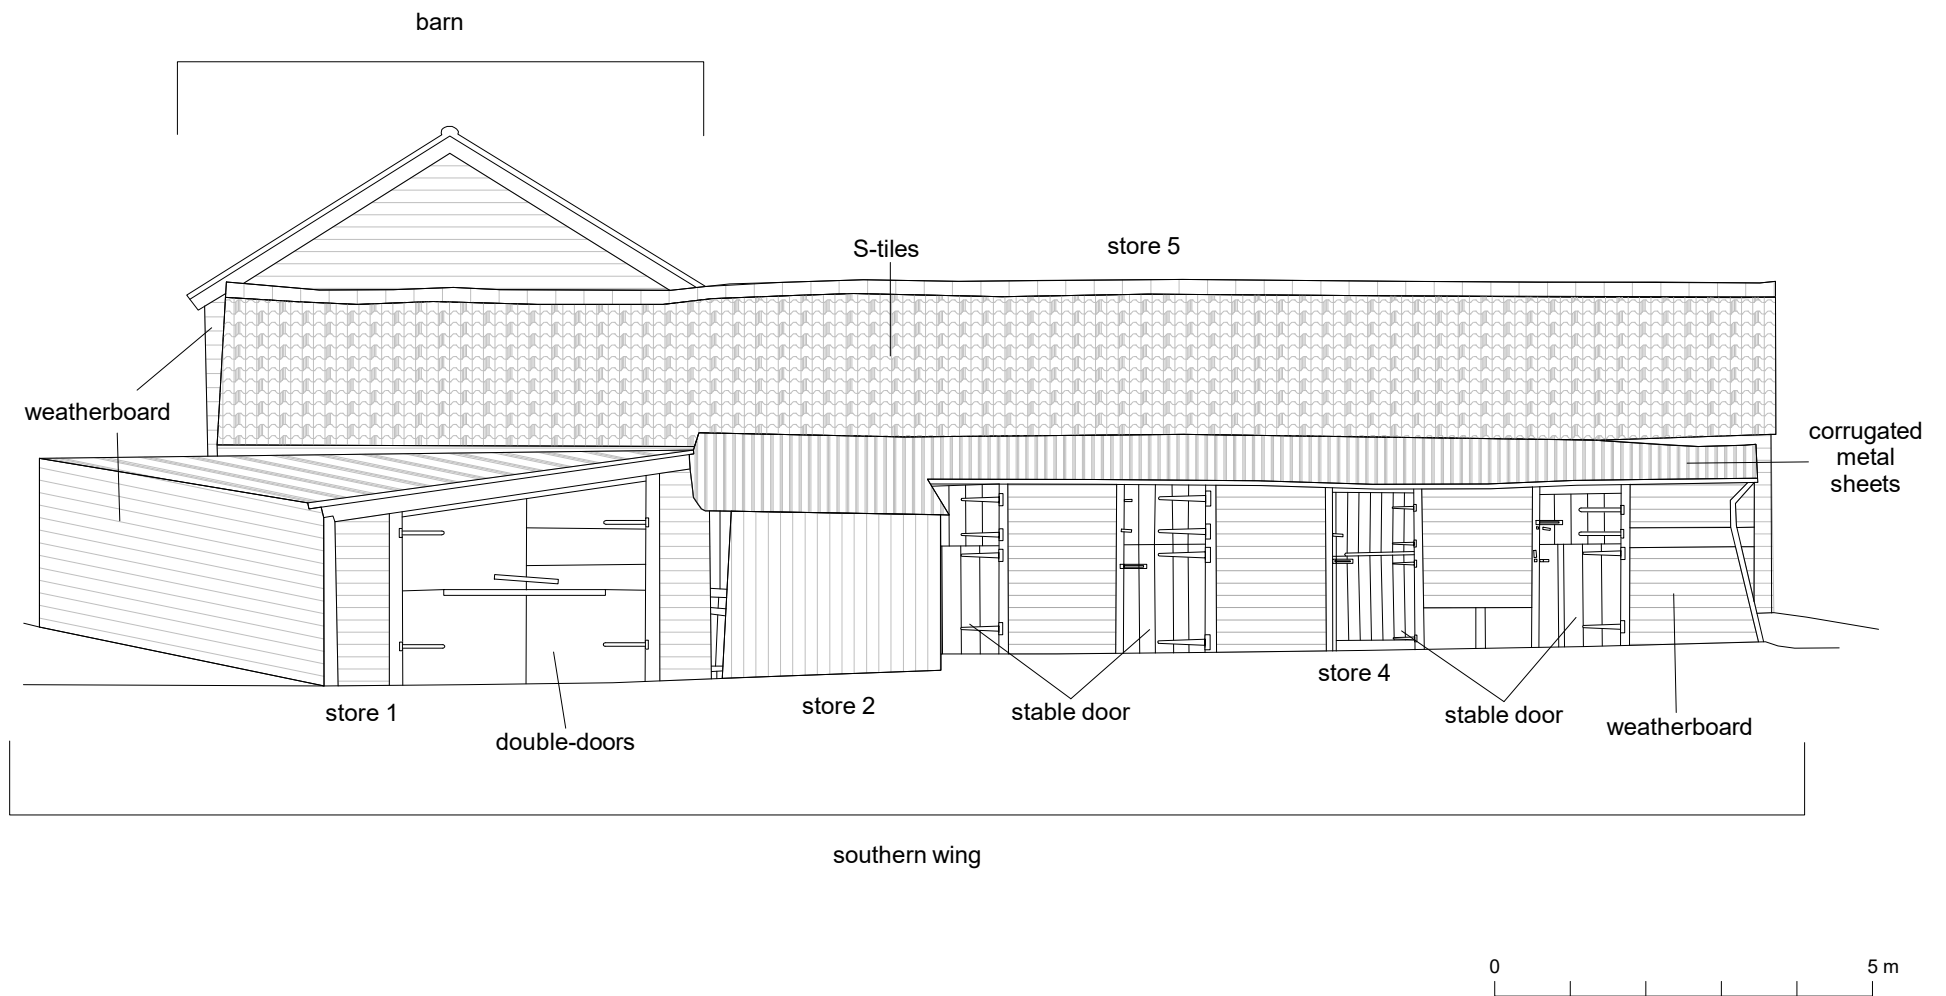 barn
S-tiles
store 5
weatherboard
corrugated
metal
sheets
store 4
store 2
store 1
stable door
stable door
weatherboard
double-doors
southern wing
0
5 m